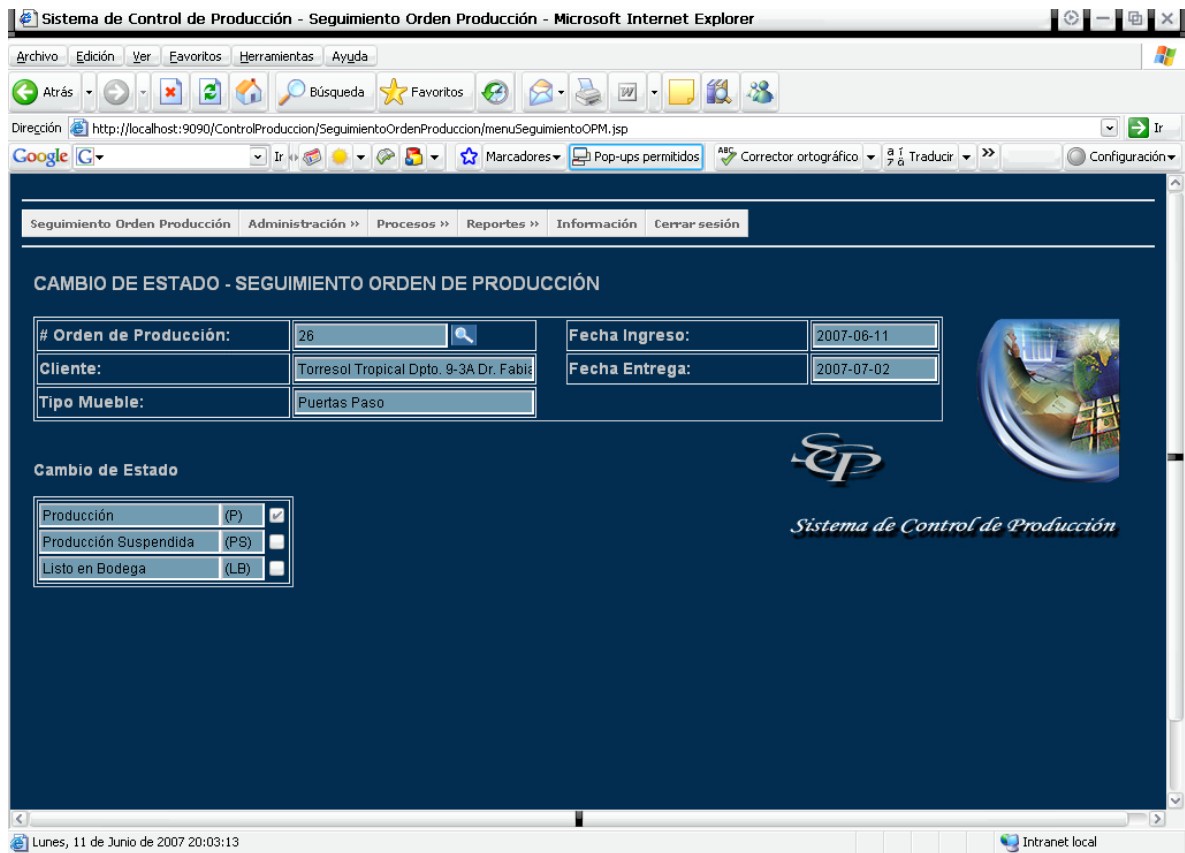 Sistema de Control de Producción - Seguimiento Orden Producción - Microsoft Internet Explorer
Archivo Edición Ver Favoritos Herramientas Ayuda
Atrás Búsqueda Favoritos
Dirección http://localhost:9090/ControlProduccion/SeguimientoOrdenProduccion/menuSeguimientoOPM.jsp Ir
Google G Ir Marcadores Pop-ups permitidos ABC Corrector ortográfico Traducir » Configuración
Seguimiento Orden Producción Administración » Procesos » Reportes » Información Cerrar sesión
CAMBIO DE ESTADO - SEGUIMIENTO ORDEN DE PRODUCCIÓN
# Orden de Producción: 26 Fecha Ingreso: 2007-06-11
Cliente: Torresol Tropical Dpto. 9-3A Dr. Fabia Fecha Entrega: 2007-07-02
Tipo Mueble: Puertas Paso
SCP
Cambio de Estado
Producción (P)
Sistema de Control de Producción
Producción Suspendida (PS)
Listo en Bodega (LB)
Lunes, 11 de Junio de 2007 20:03:13 Intranet local